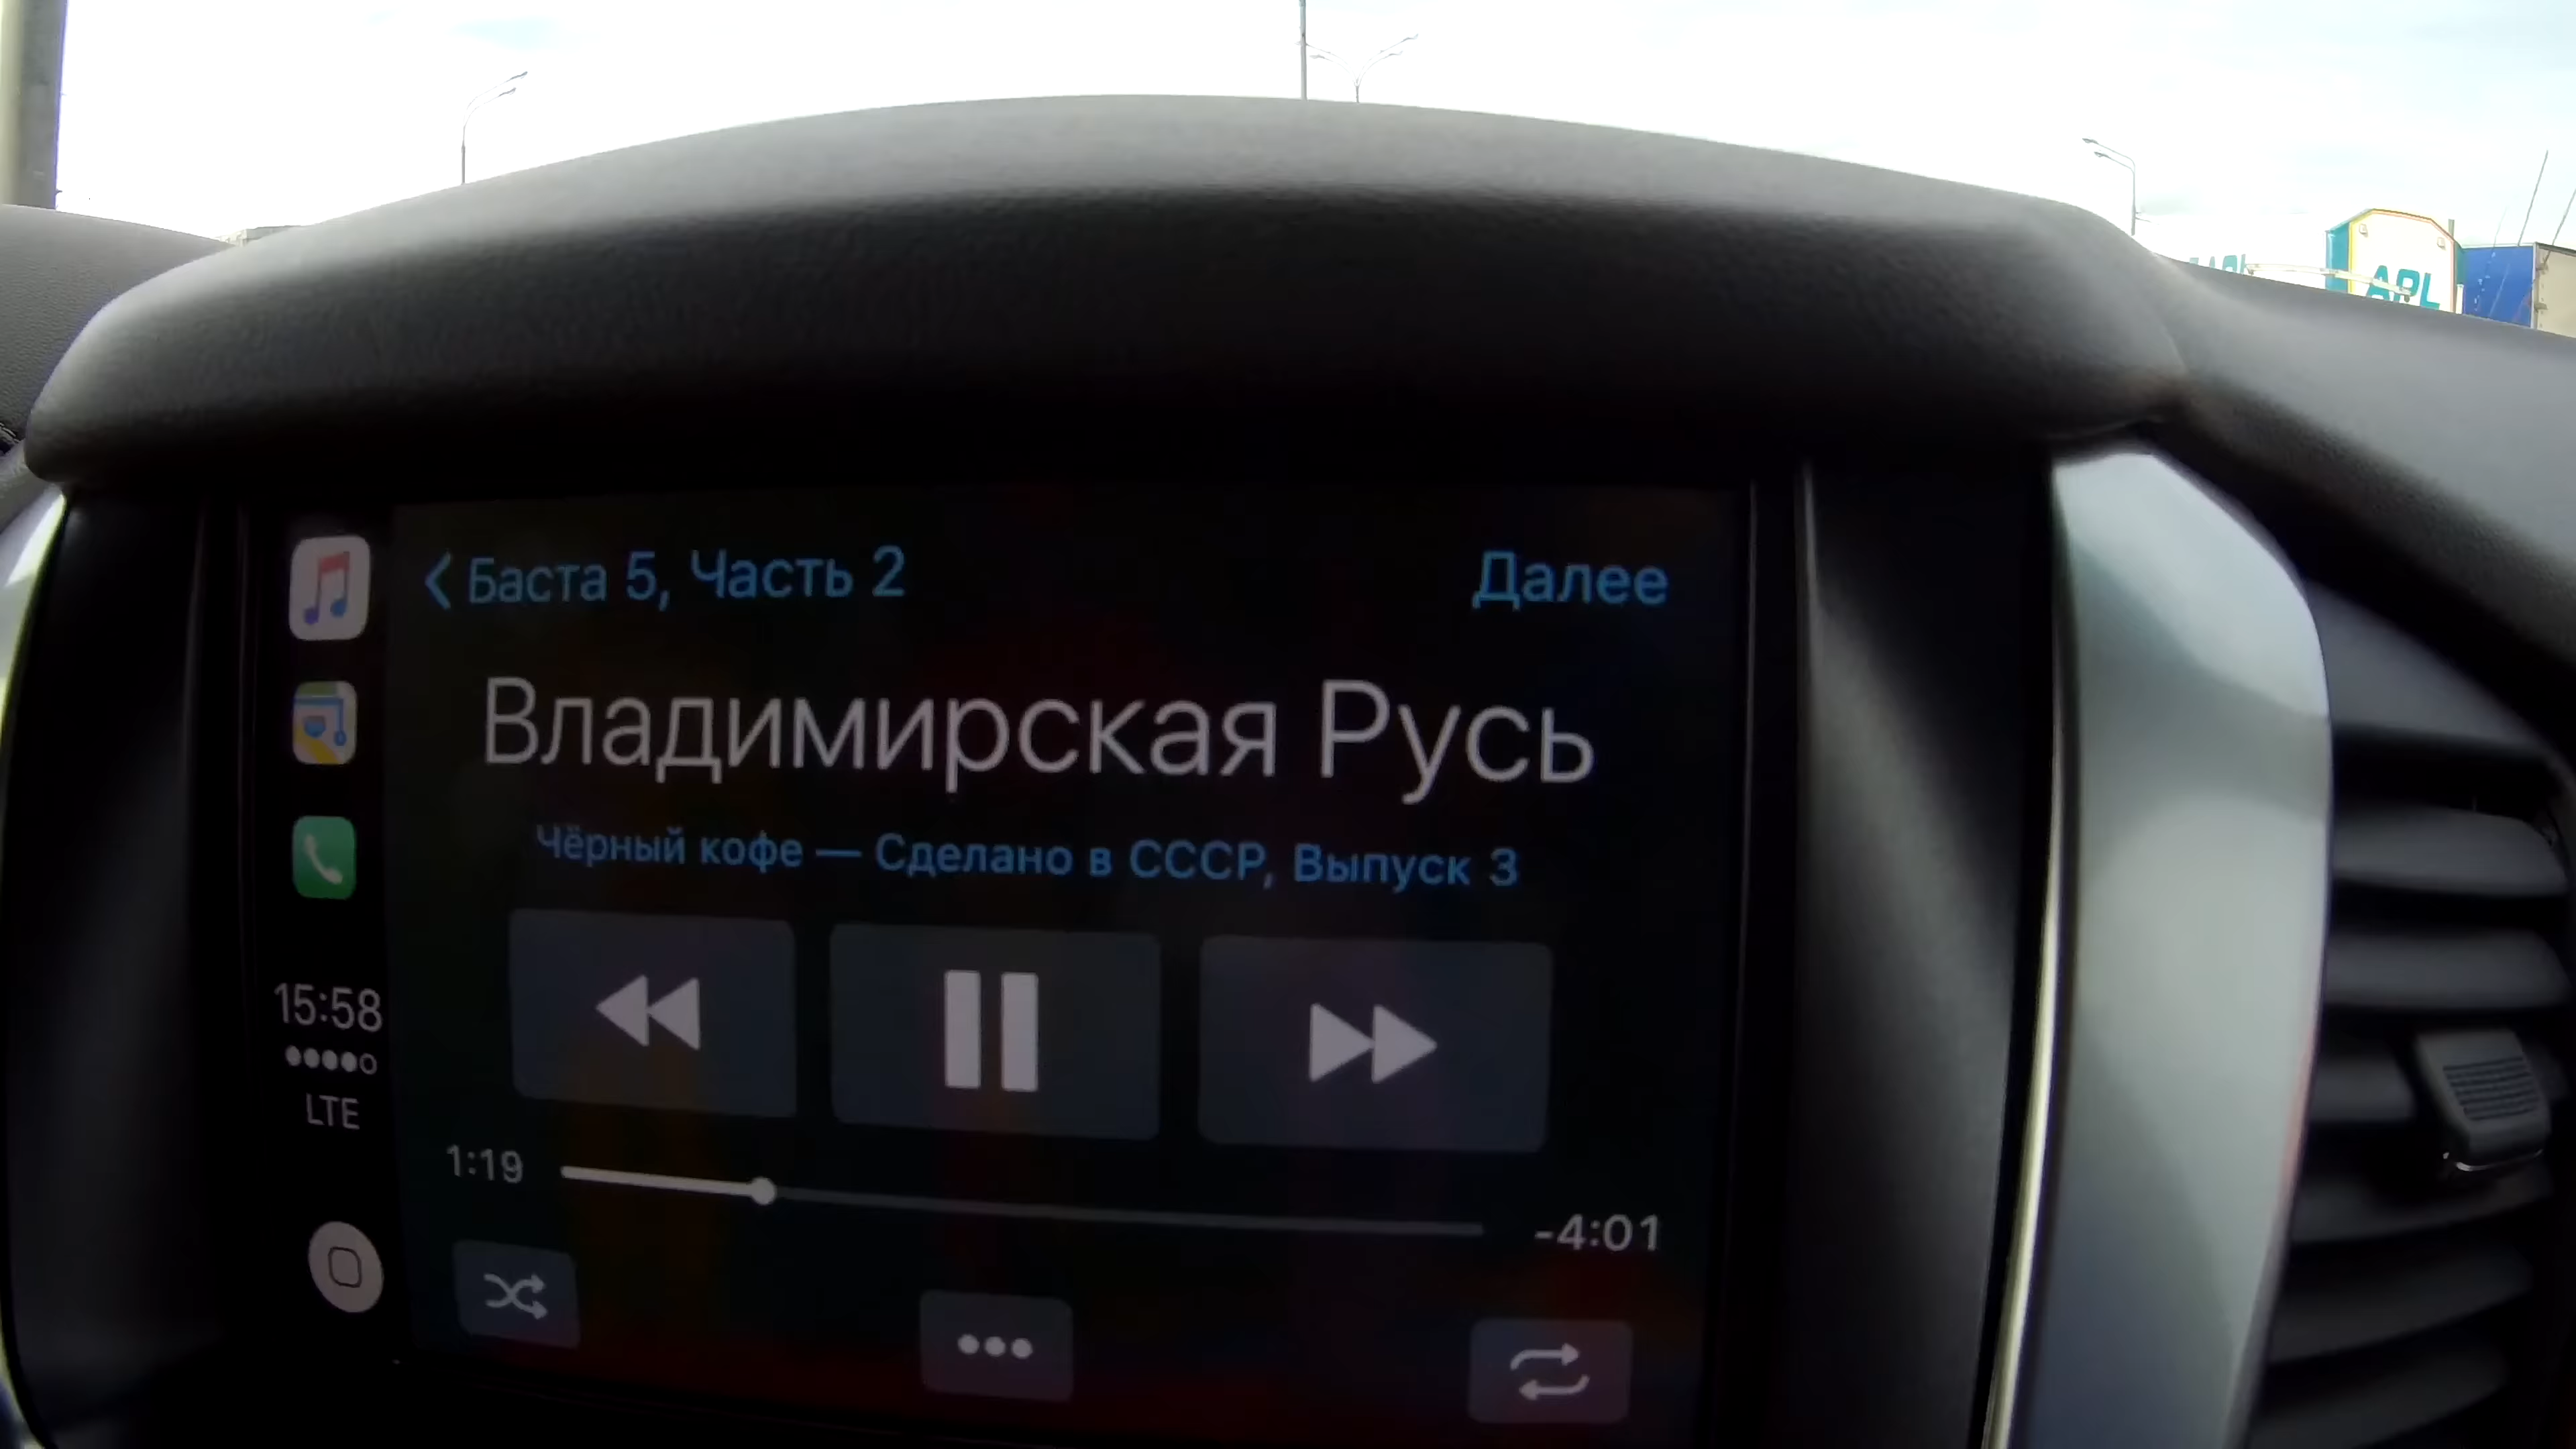 APL
Баста 5, Часть 2
Далее
Владимирская Русь
Чёрный кофе — Сделано в СССР, Выпуск 3
15:58
LTE
1:19
-4:01